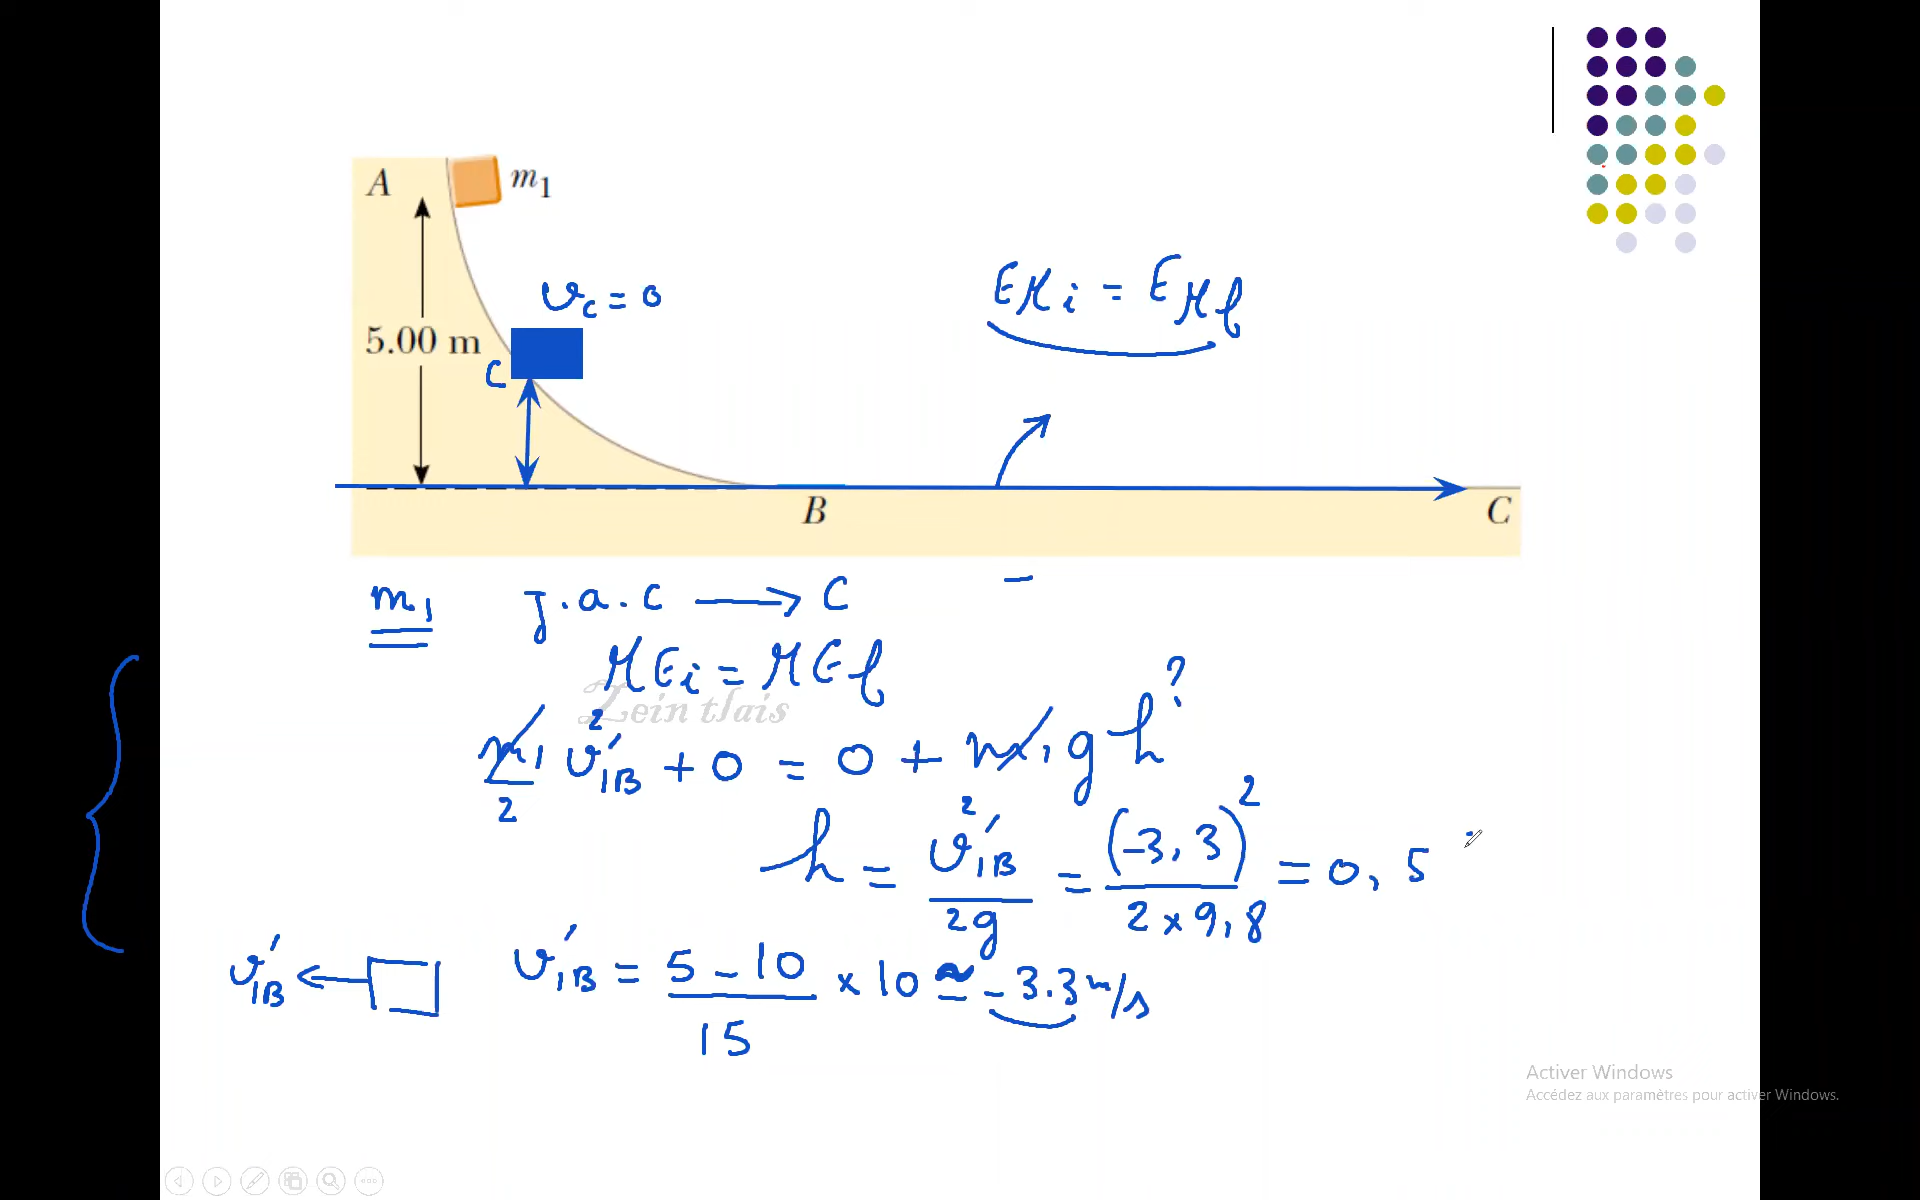 A
m₁
v_C = 0
EMi = EMf
5.00 m
C
B
C
m₁ j.a.c → C
MEi = MEf
Zein tlais
m₁/2 v'²₁B + 0 = 0 + m₁ g h ?
h = v'²₁B / 2g = (-3,3)² / 2 × 9,8 = 0,5
v'₁B ← v'₁B = 5 - 10 / 15 × 10 ≈ - 3.3 m/s
Activer Windows
Accédez aux paramètres pour activer Windows.